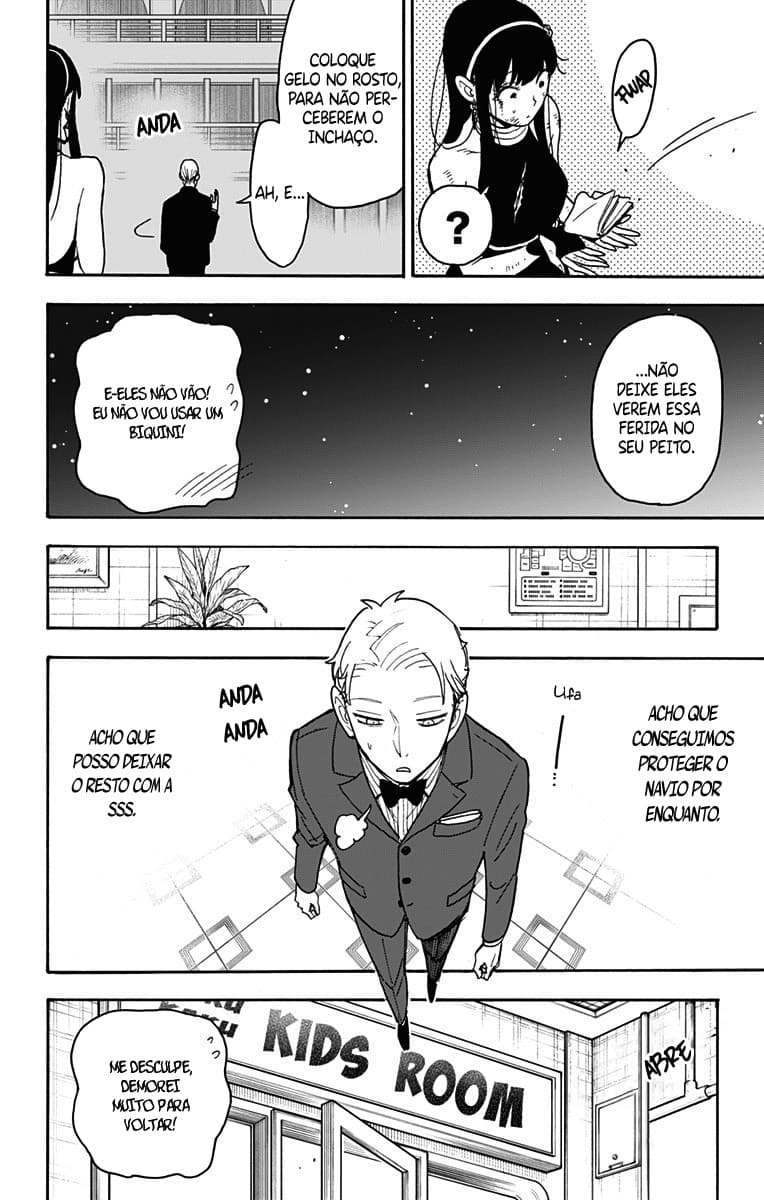 FWAP
?
COLOQUE
GELO NO ROSTO,
PARA NÃO PER-
CEBEREM O
INCHAÇO.
AH, E...
ANDA
...NÃO
DEIXE ELES
VEREM ESSA
FERIDA NO
SEU PEITO.
E-ELES NÃO VÃO!
EU NÃO VOU USAR UM
BIQUINI!
ACHO QUE
CONSEGUIMOS
PROTEGER O
NAVIO POR
ENQUANTO.
Ufa
...
ANDA
ANDA
ACHO QUE
POSSO DEIXAR
O RESTO COM A
SSS.
KIDS ROOM
ABRE
ME DESCULPE,
DEMOREI
MUITO PARA
VOLTAR!